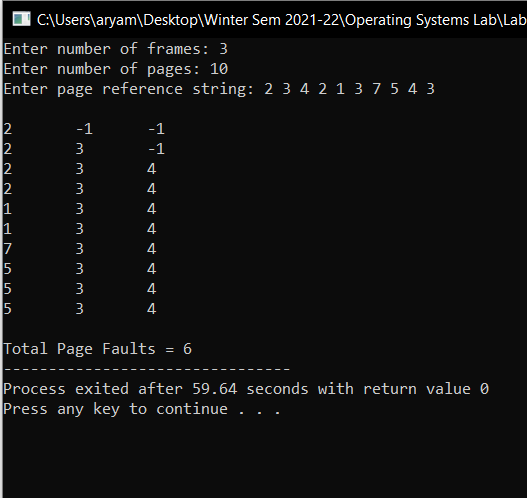 C:\Users\aryam\Desktop\Winter Sem 2021-22\Operating Systems Lab\Lab
Enter number of frames: 3
Enter number of pages: 10
Enter page reference string: 2 3 4 2 1 3 7 5 4 3
2 -1 -1
2 3 -1
2 3 4
2 3 4
1 3 4
1 3 4
7 3 4
5 3 4
5 3 4
5 3 4
Total Page Faults = 6
--------------------------------
Process exited after 59.64 seconds with return value 0
Press any key to continue . . .